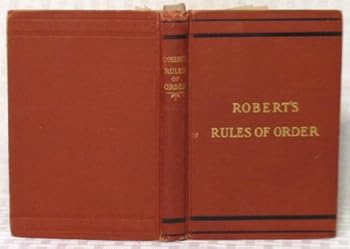 ROBERT'S
RULES
OF
ORDER
ROBERT'S
RULES OF ORDER